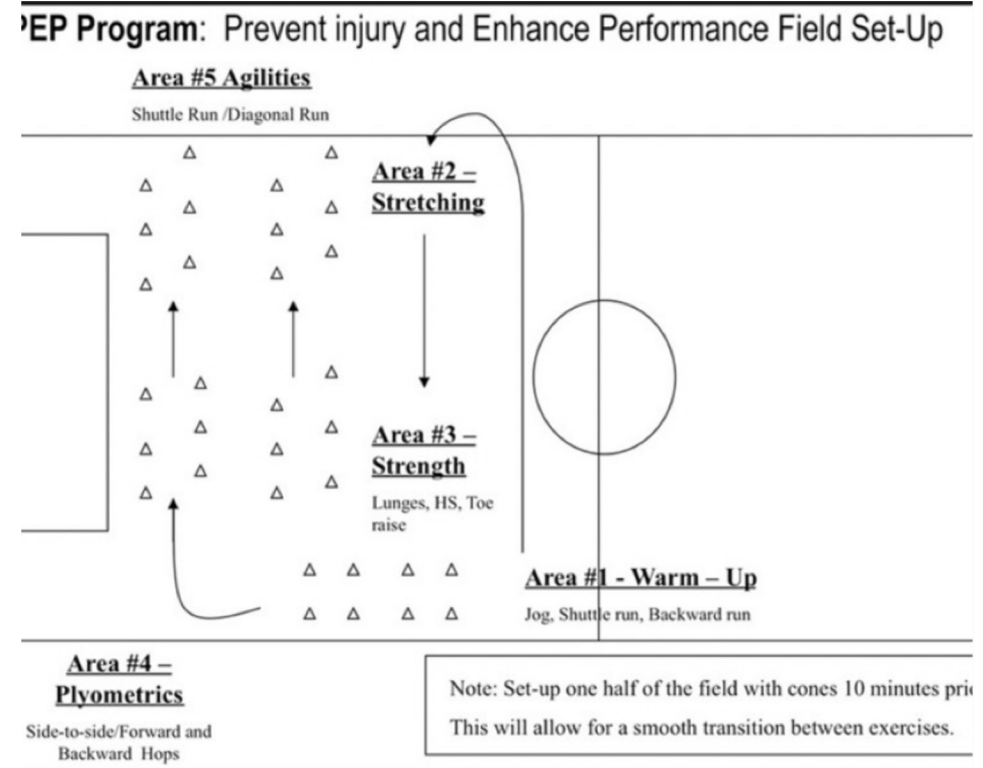 PEP Program: Prevent injury and Enhance Performance Field Set-Up
Area #5 Agilities
Shuttle Run /Diagonal Run
Area #2 –
Stretching
Area #3 –
Strength
Lunges, HS, Toe
raise
Area #1 - Warm – Up
Jog, Shuttle run, Backward run
Area #4 –
Plyometrics
Side-to-side/Forward and
Backward Hops
Note: Set-up one half of the field with cones 10 minutes
This will allow for a smooth transition between exercises.